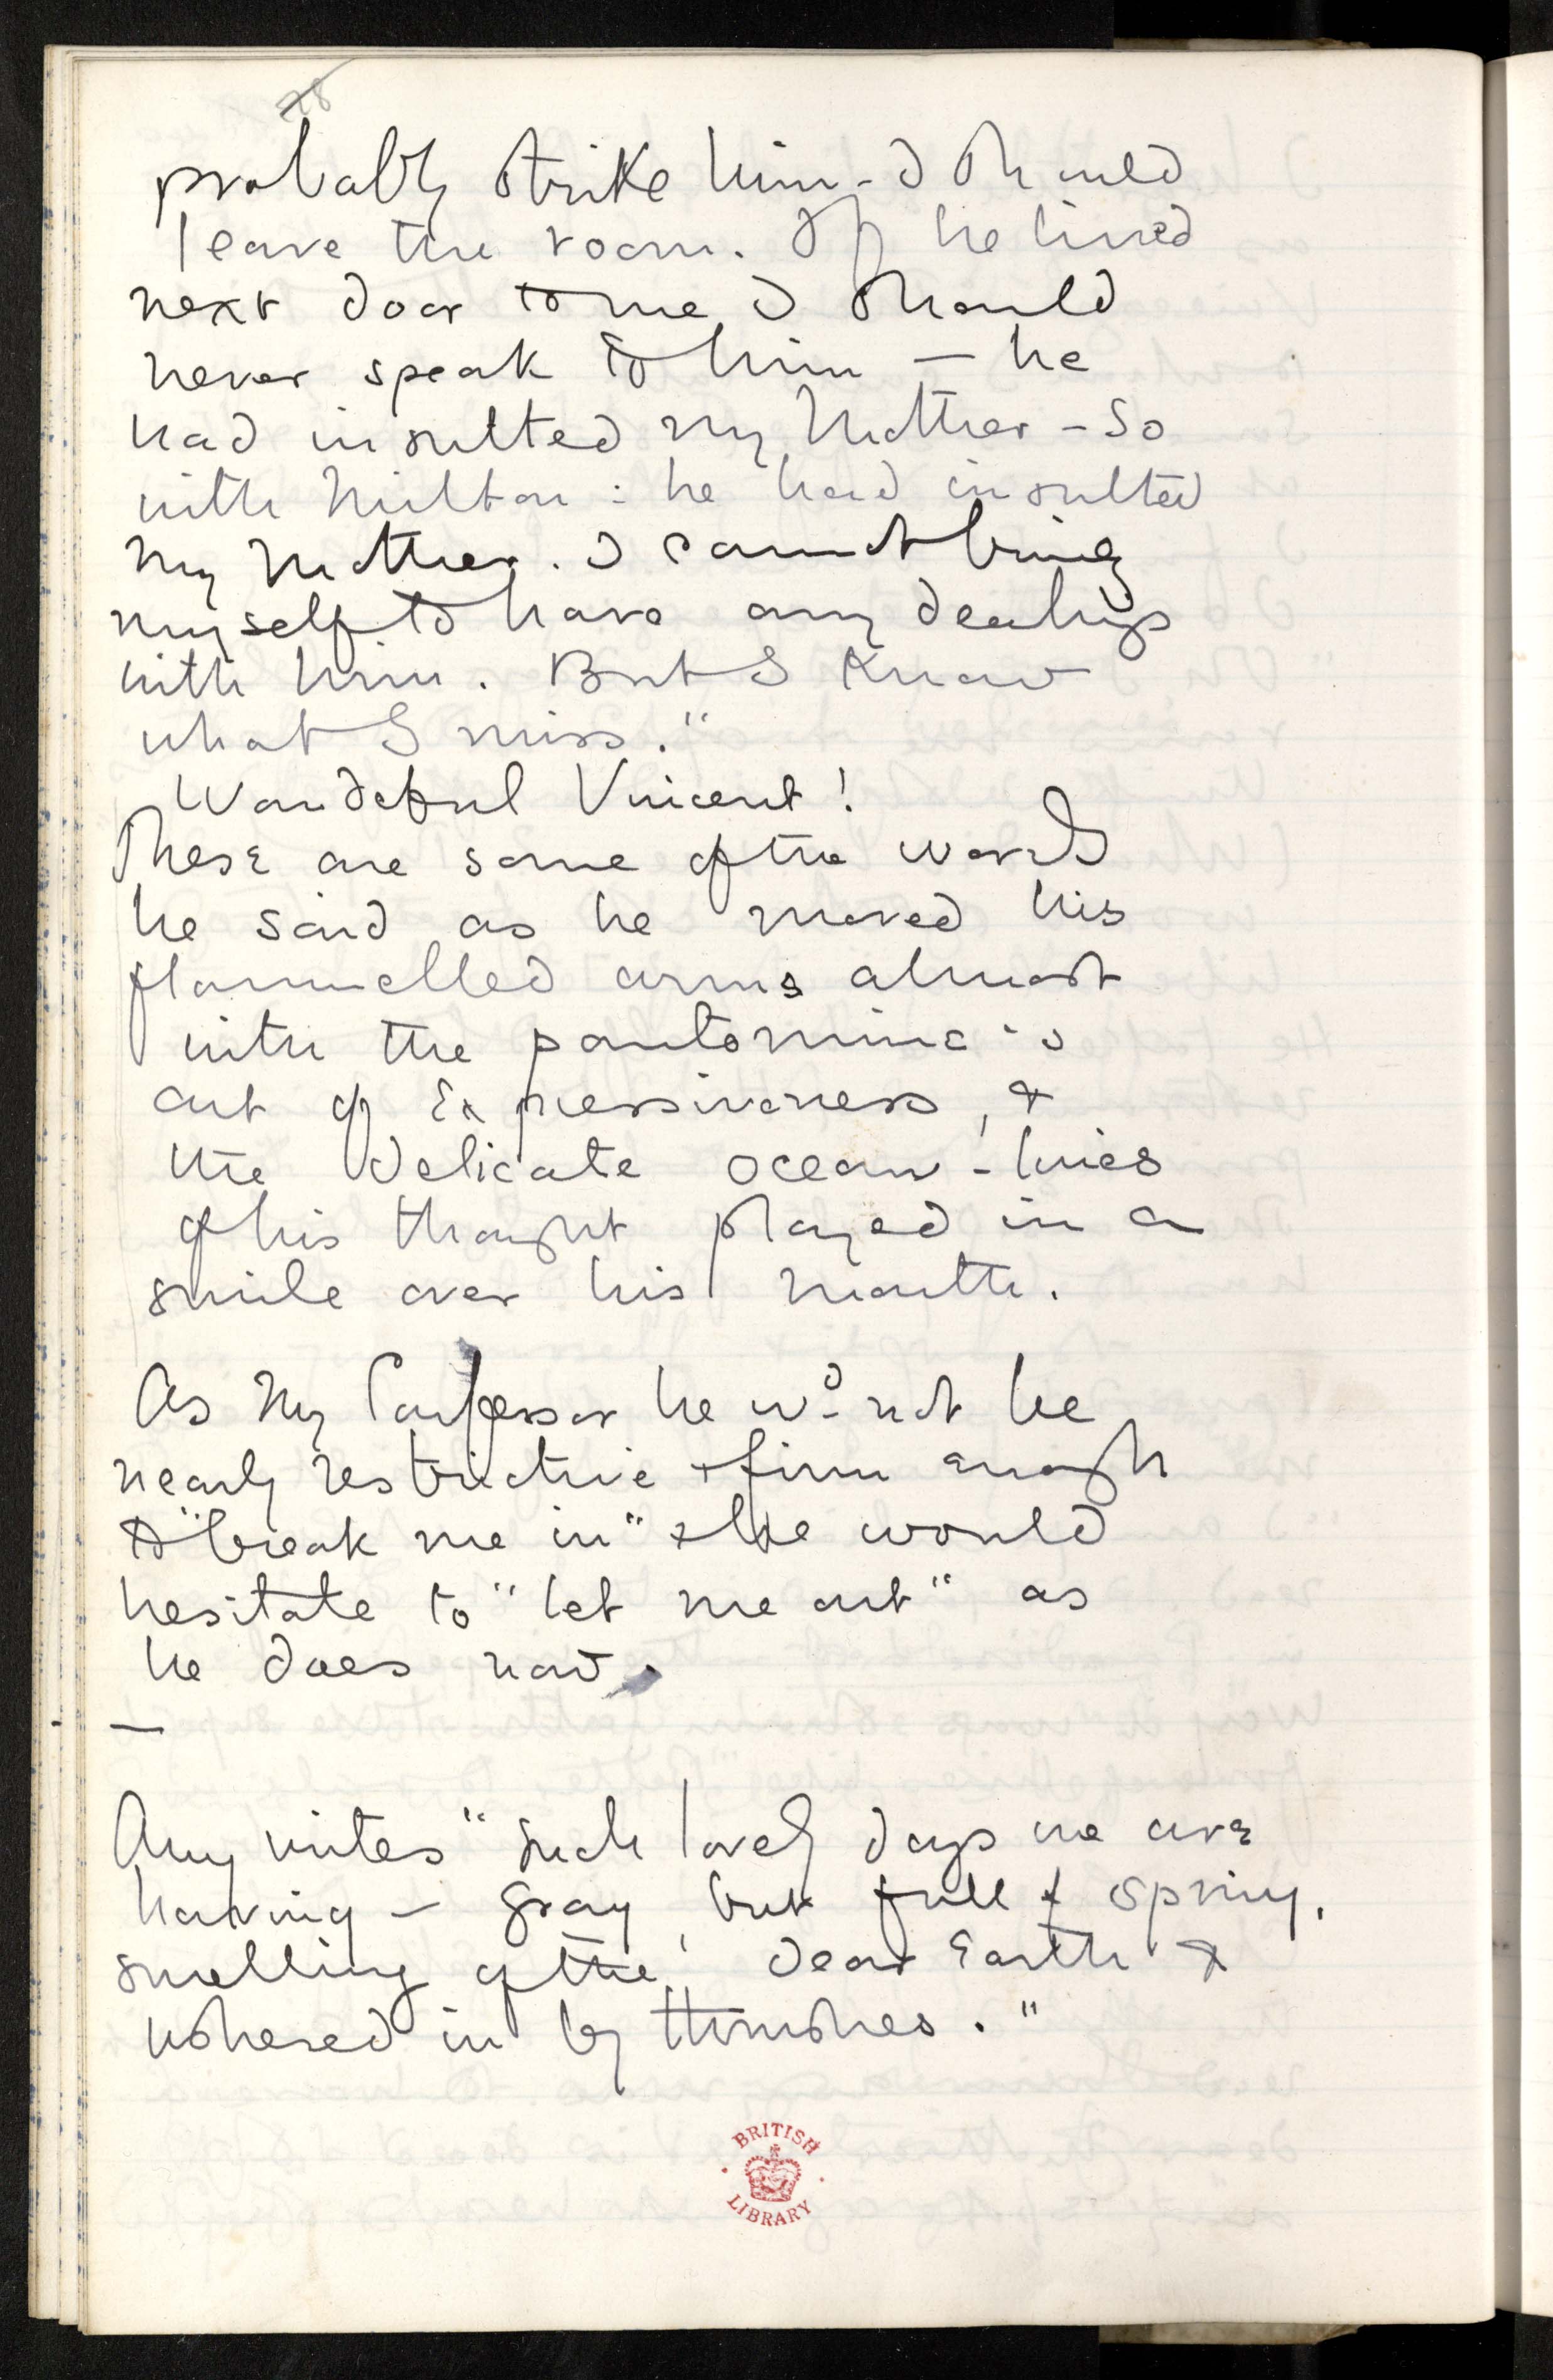 28
probably strike him - I should
leave the room. If he lived
next door to me I should
never speak to him — he
had insulted my Mother - So
with Milton : he had insulted
my Mother. I cannot bring
myself to have any dealings
with him. But I know
what I miss."
Wonderful Vincent!
These are some of the words
he said as he moved his
flannelled arms almost
with the pantomimic
art of Expressiveness, &
the delicate ocean-lines
of his thought played in a
smile over his mouth.
As my Confessor he wd not be
nearly restrictive & firm enough
to "break me in" & he would
hesitate to "let me out" as
he does now.
—
Amy writes "Such lovely days we are
having — gray, but full of spring,
smelling of the dear Earth &
ushered in by thrushes."
BRITISH
LIBRARY